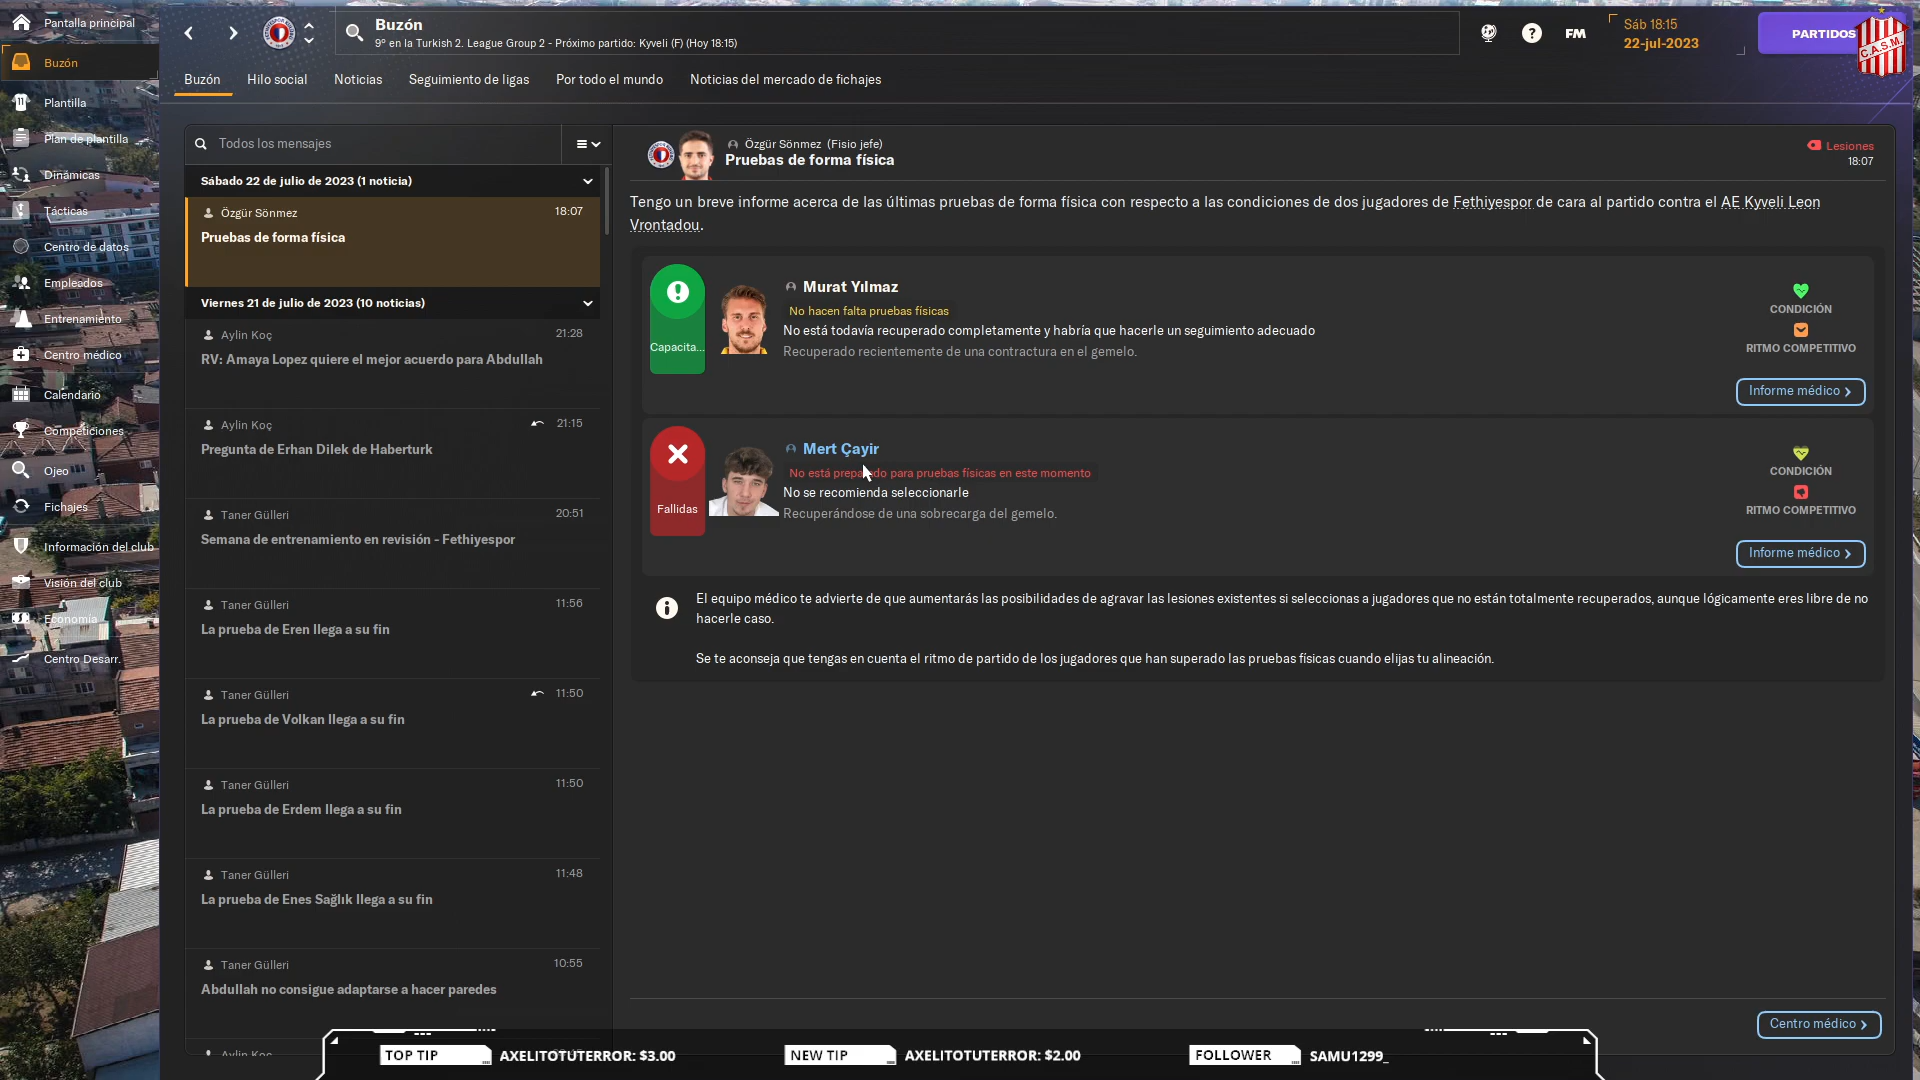 Pantalla principal
Buzón
Plantilla
Plan de plantilla
Dinámicas
Tácticas
Centro de datos
Empleados
Entrenamiento
Centro médico
Calendario
Competiciones
Ojeo
Fichajes
Información del club
Visión del club
Economía
Centro Desarr.
Buzón
9º en la Turkish 2. League Group 2 - Próximo partido: Kyveli (F) (Hoy 18:15)
FM
Sáb 18:15
22-jul-2023
PARTIDOS
C.A.S.M.
Buzón
Hilo social
Noticias
Seguimiento de ligas
Por todo el mundo
Noticias del mercado de fichajes
Todos los mensajes
Sábado 22 de julio de 2023 (1 noticia)
Özgür Sönmez
18:07
Pruebas de forma física
Viernes 21 de julio de 2023 (10 noticias)
Aylin Koç
21:28
RV: Amaya Lopez quiere el mejor acuerdo para Abdullah
Aylin Koç
21:15
Pregunta de Erhan Dilek de Haberturk
Taner Gülleri
20:51
Semana de entrenamiento en revisión - Fethiyespor
Taner Gülleri
11:56
La prueba de Eren llega a su fin
Taner Gülleri
11:50
La prueba de Volkan llega a su fin
Taner Gülleri
11:50
La prueba de Erdem llega a su fin
Taner Gülleri
11:48
La prueba de Enes Sağlık llega a su fin
Taner Gülleri
10:55
Abdullah no consigue adaptarse a hacer paredes
Aylin Koç
Özgür Sönmez (Fisio jefe)
Pruebas de forma física
Lesiones
18:07
Tengo un breve informe acerca de las últimas pruebas de forma física con respecto a las condiciones de dos jugadores de Fethiyespor de cara al partido contra el AE Kyveli Leon
Vrontadou.
Capacita...
Murat Yılmaz
No hacen falta pruebas físicas
No está todavía recuperado completamente y habría que hacerle un seguimiento adecuado
Recuperado recientemente de una contractura en el gemelo.
CONDICIÓN
RITMO COMPETITIVO
Informe médico
Fallidas
Mert Çayir
No está preparado para pruebas físicas en este momento
No se recomienda seleccionarle
Recuperándose de una sobrecarga del gemelo.
CONDICIÓN
RITMO COMPETITIVO
Informe médico
El equipo médico te advierte de que aumentarás las posibilidades de agravar las lesiones existentes si seleccionas a jugadores que no están totalmente recuperados, aunque lógicamente eres libre de no
hacerle caso.
Se te aconseja que tengas en cuenta el ritmo de partido de los jugadores que han superado las pruebas físicas cuando elijas tu alineación.
Centro médico
TOP TIP
AXELITOTUTERROR: $3.00
NEW TIP
AXELITOTUTERROR: $2.00
FOLLOWER
SAMU1299_